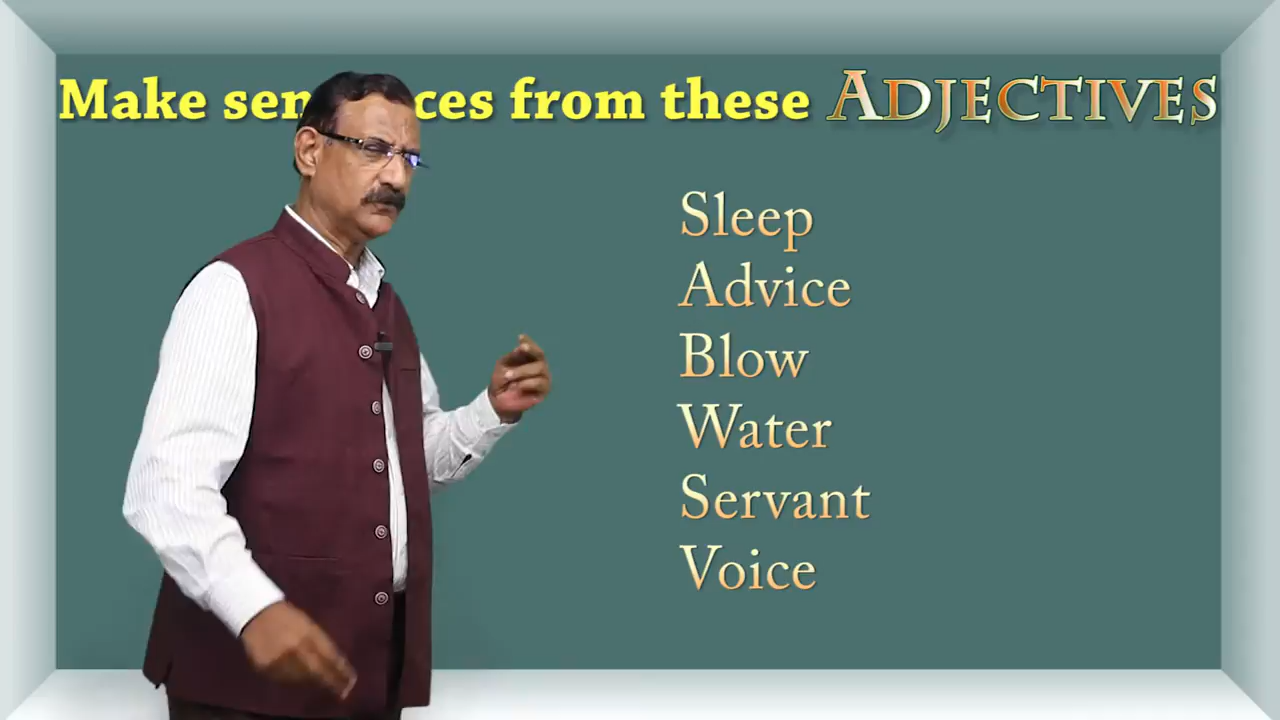 Make sen ces from these ADJECTIVES
Sleep
Advice
Blow
Water
Servant
Voice